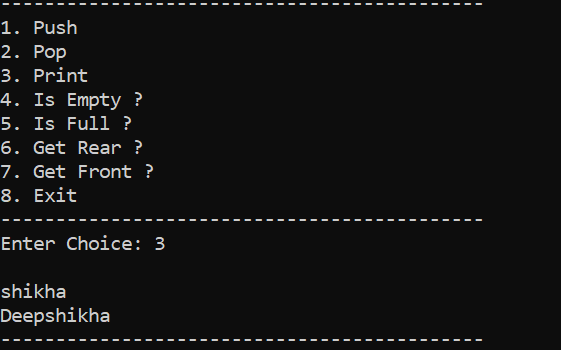 --------------------------------------------
1. Push
2. Pop
3. Print
4. Is Empty ?
5. Is Full ?
6. Get Rear ?
7. Get Front ?
8. Exit
--------------------------------------------
Enter Choice: 3
shikha
Deepshikha
--------------------------------------------